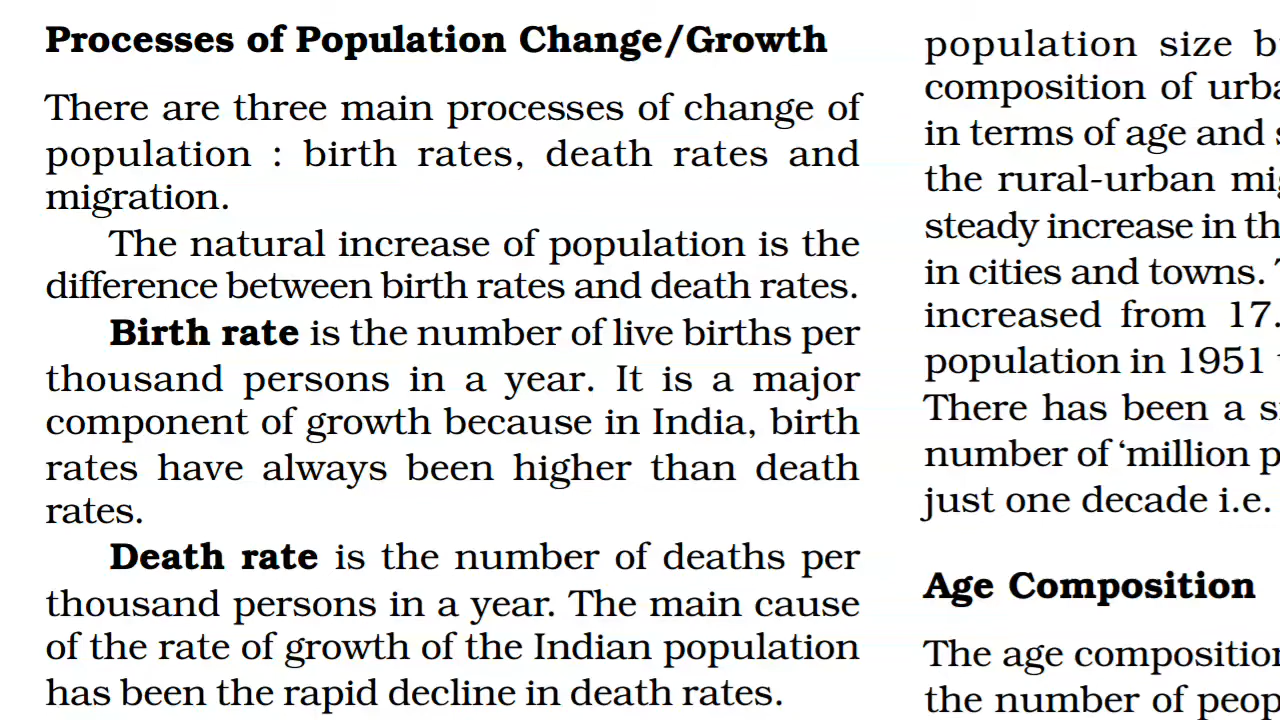 Processes of Population Change/Growth
There are three main processes of change of
population : birth rates, death rates and
migration.
The natural increase of population is the
difference between birth rates and death rates.
Birth rate is the number of live births per
thousand persons in a year. It is a major
component of growth because in India, birth
rates have always been higher than death
rates.
Death rate is the number of deaths per
thousand persons in a year. The main cause
of the rate of growth of the Indian population
has been the rapid decline in death rates.
population size
composition of
in terms of age and
the rural-urban
steady increase in
in cities and towns.
increased from 17.
population in 1951
There has been a
number of ‘million
just one decade i.e.
Age Composition
The age composition
the number of